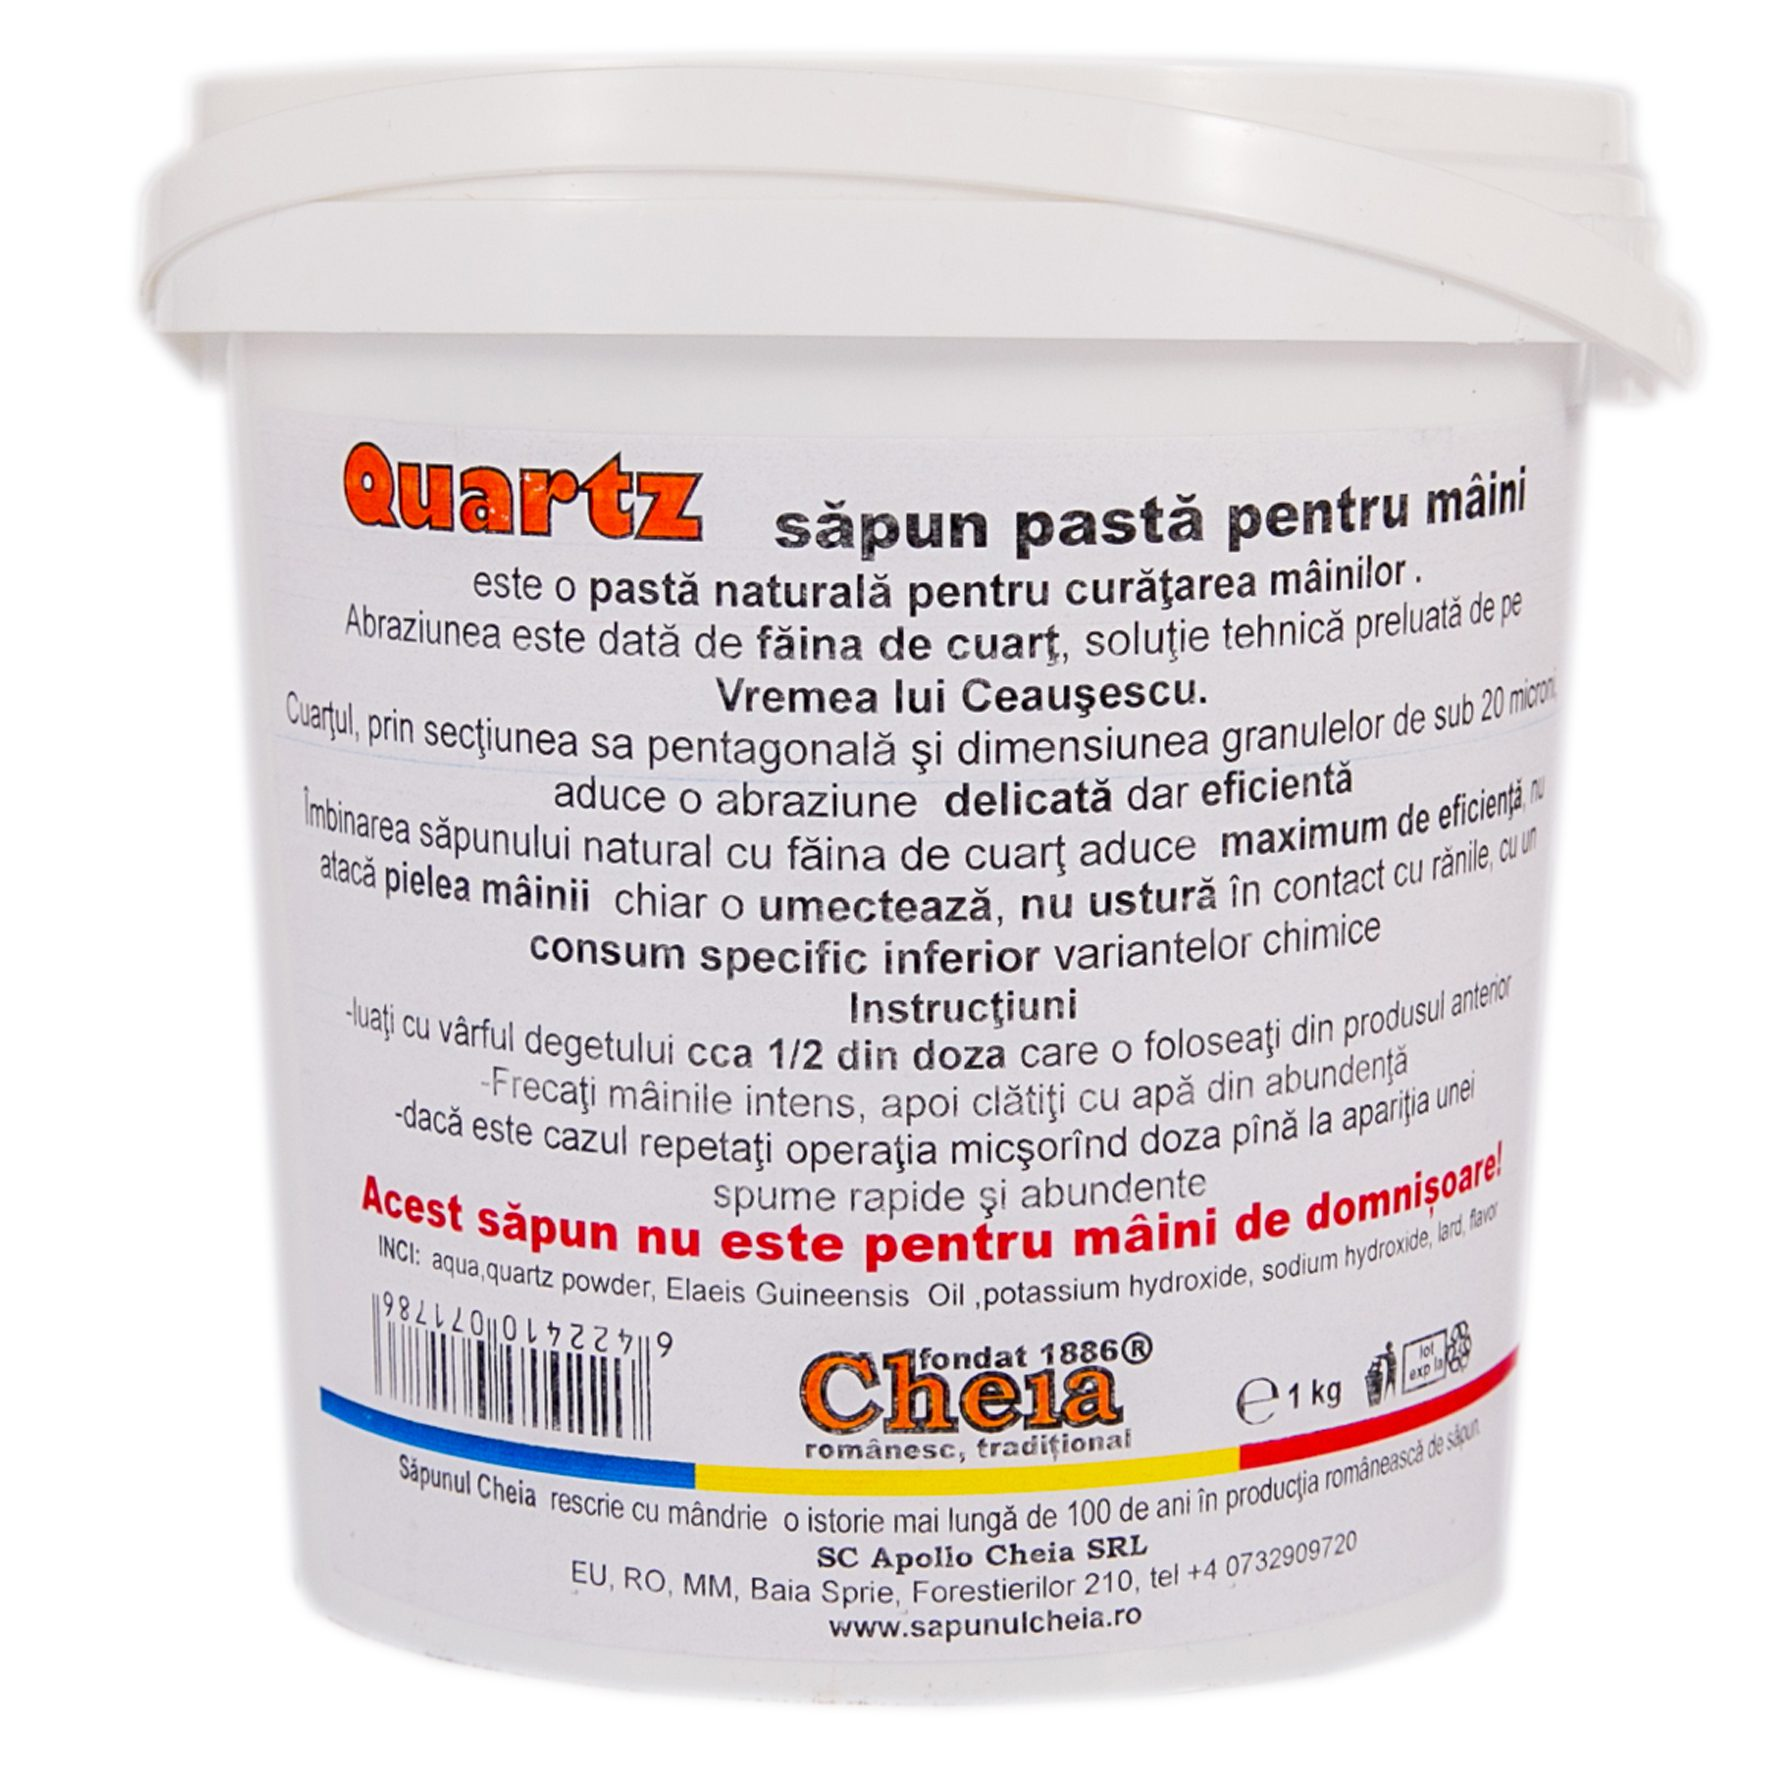 Quartz săpun pastă pentru mâini
este o pastă naturală pentru curăţarea mâinilor .
Abraziunea este dată de făina de cuarţ, soluţie tehnică preluată de pe
Vremea lui Ceauşescu.
Cuarţul, prin secţiunea sa pentagonală şi dimensiunea granulelor de sub 20 microni,
aduce o abraziune delicată dar eficientă
Îmbinarea săpunului natural cu făina de cuarţ aduce maximum de eficienţă, nu
atacă pielea mâinii chiar o umectează, nu ustură în contact cu rănile, cu un
consum specific inferior variantelor chimice
Instrucţiuni
-luaţi cu vârful degetului cca 1/2 din doza care o foloseaţi din produsul anterior
-Frecaţi mâinile intens, apoi clătiţi cu apă din abundenţă
-dacă este cazul repetaţi operaţia micşorînd doza pînă la apariţia unei
spume rapide şi abundente
Acest săpun nu este pentru mâini de domnișoare!
INCI: aqua,quartz powder, Elaeis Guineensis Oil ,potassium hydroxide, sodium hydroxide, lard, flavor
6 422410 071786
fondat 1886®
Cheia
românesc, tradițional
e 1 kg
lot
exp la
Săpunul Cheia rescrie cu mândrie o istorie mai lungă de 100 de ani în producţia românească de săpun.
SC Apollo Cheia SRL
EU, RO, MM, Baia Sprie, Forestierilor 210, tel +4 0732909720
www.sapunulcheia.ro